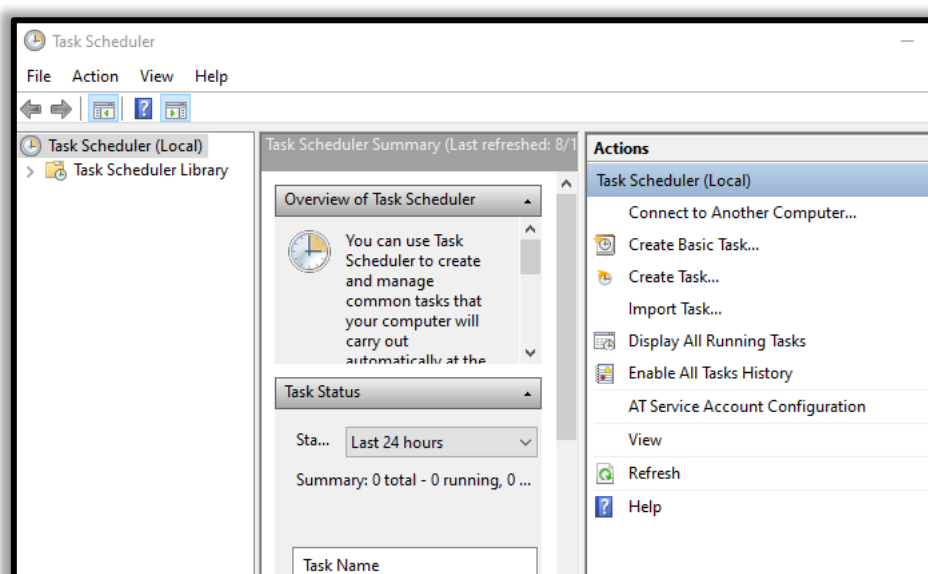 Task Scheduler
File Action View Help
Task Scheduler (Local)
Task Scheduler Library
Task Scheduler Summary (Last refreshed: 8/1
Overview of Task Scheduler
You can use Task
Scheduler to create
and manage
common tasks that
your computer will
carry out
automatically at the
Task Status
Sta... Last 24 hours
Summary: 0 total - 0 running, 0 ...
Task Name
Actions
Task Scheduler (Local)
Connect to Another Computer...
Create Basic Task...
Create Task...
Import Task...
Display All Running Tasks
Enable All Tasks History
AT Service Account Configuration
View
Refresh
Help